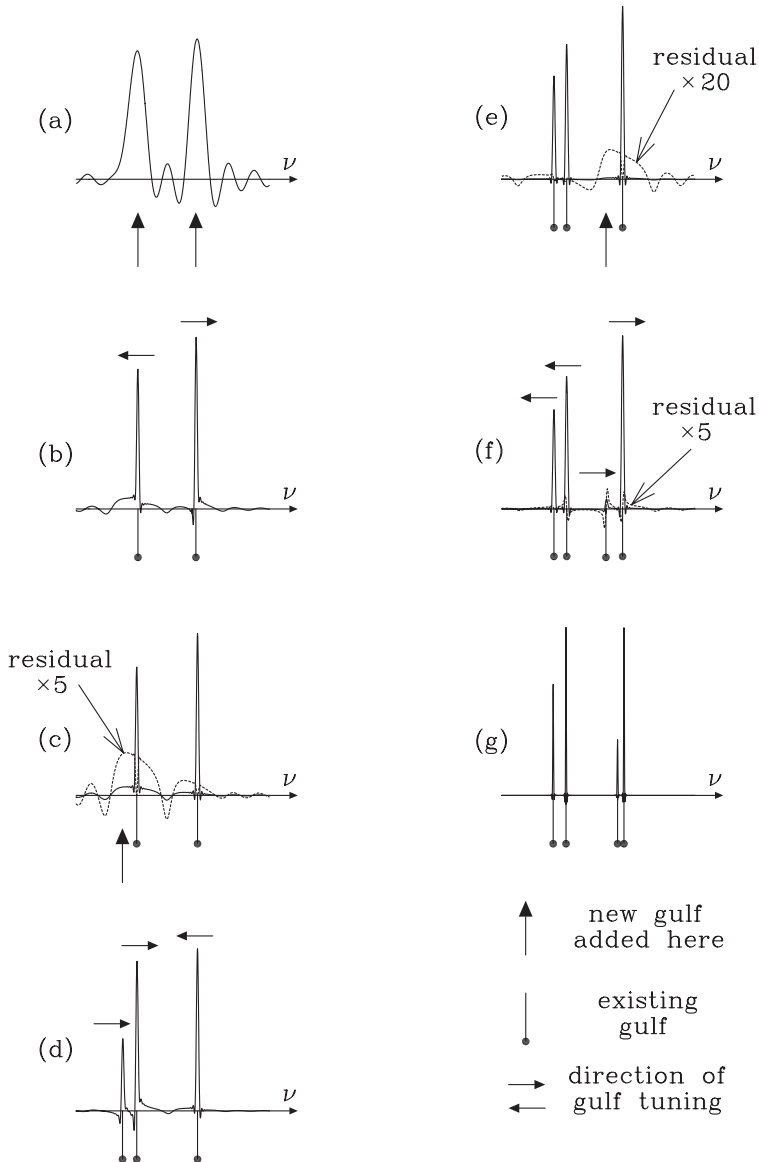 (a)
ν
(b)
ν
residual
×5
(c)
ν
(d)
ν
residual
×20
(e)
ν
residual
×5
(f)
ν
(g)
ν
new gulf
added here
existing
gulf
direction of
gulf tuning